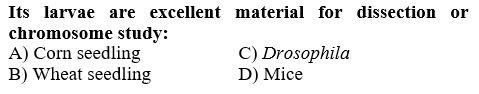 Its larvae are excellent material for dissection or
chromosome study:
A) Corn seedling C) Drosophila
B) Wheat seedling D) Mice